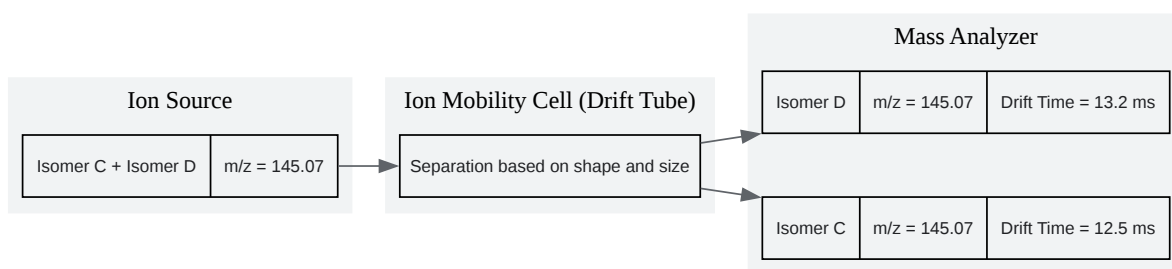 Ion Source
Isomer C + Isomer D
m/z = 145.07
Ion Mobility Cell (Drift Tube)
Separation based on shape and size
Mass Analyzer
Isomer D
m/z = 145.07
Drift Time = 13.2 ms
Isomer C
m/z = 145.07
Drift Time = 12.5 ms